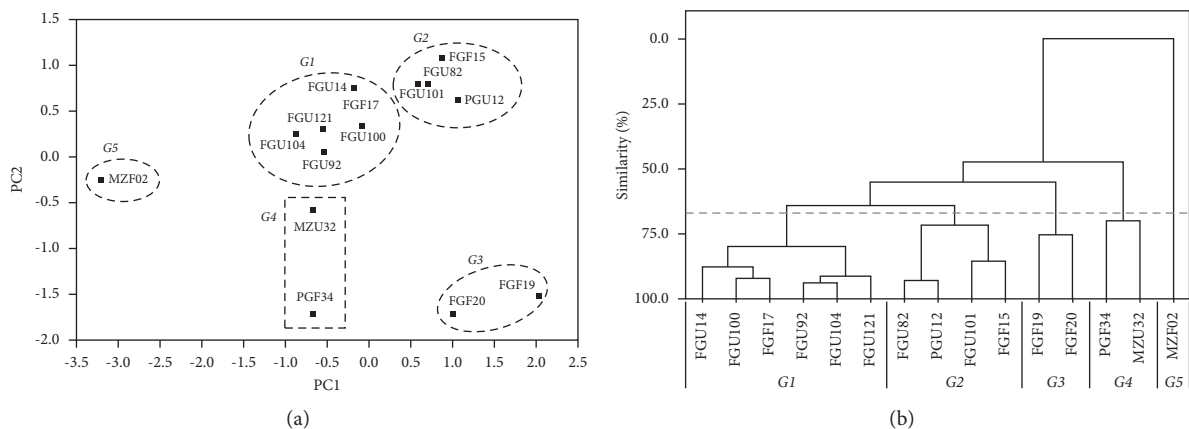 1.5
1.0
0.5
0.0
-0.5
-1.0
-1.5
-2.0
PC2
-3.5 -3.0 -2.5 -2.0 -1.5 -1.0 -0.5 0.0 0.5 1.0 1.5 2.0 2.5
PC1
G1
FGU14
FGF17
FGU121
FGU100
FGU104
FGU92
G2
FGF15
FGU82
FGU101
PGU12
G5
MZF02
G4
MZU32
PGF34
G3
FGF19
FGF20
(a)
0.0
25.0
50.0
75.0
100.0
Similarity (%)
FGU14
FGU100
FGF17
FGU92
FGU104
FGU121
FGU82
PGU12
FGU101
FGF15
FGF19
FGF20
PGF34
MZU32
MZF02
G1 G2 G3 G4 G5
(b)